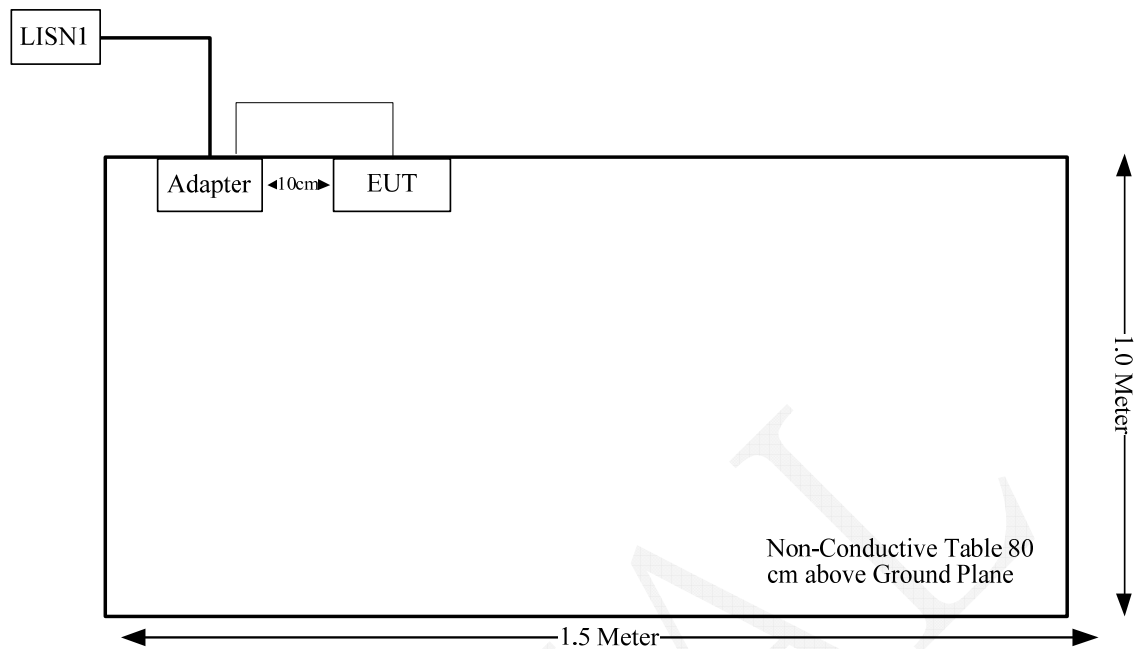 LISN1
Adapter
10cm
EUT
1.0 Meter
Non-Conductive Table 80
cm above Ground Plane
1.5 Meter